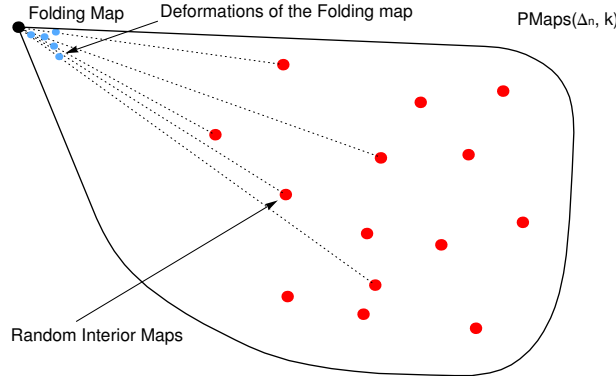 Folding Map
Deformations of the Folding map
PMaps(Δn, k)
Random Interior Maps